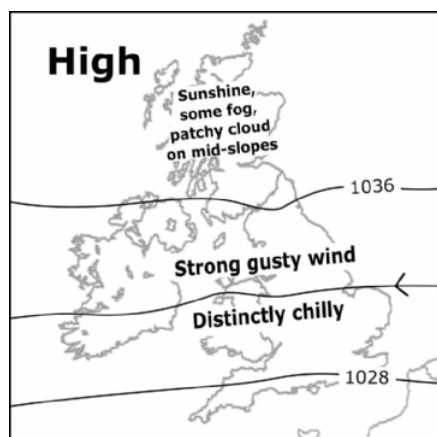 High
Sunshine,
some fog,
patchy cloud
on mid-slopes
1036
Strong gusty wind
Distinctly chilly
1028